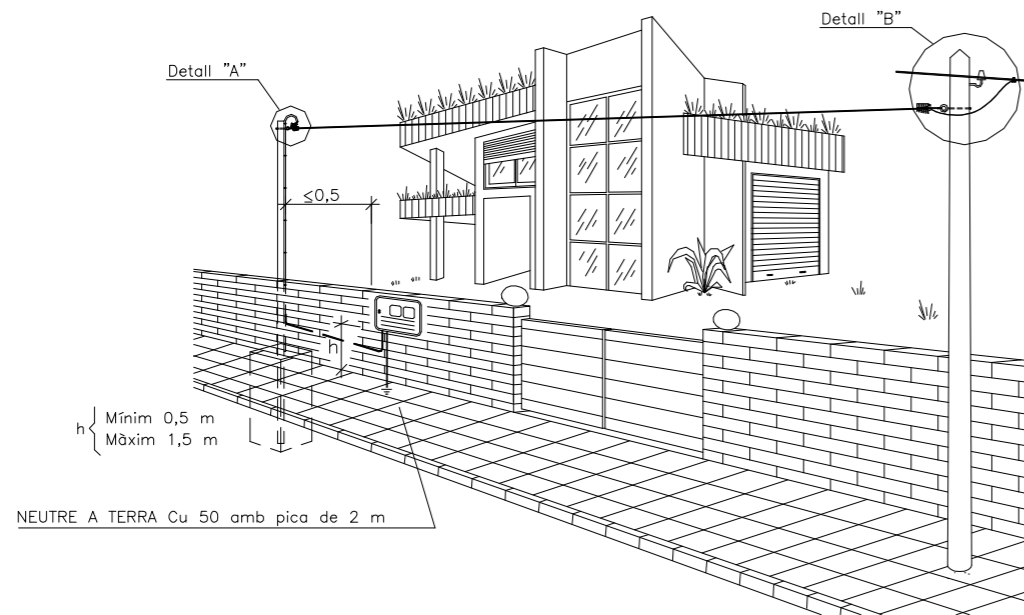 Detall "B"
Detall "A"
≤0,5
h
h { Mínim 0,5 m
Màxim 1,5 m
NEUTRE A TERRA Cu 50 amb pica de 2 m